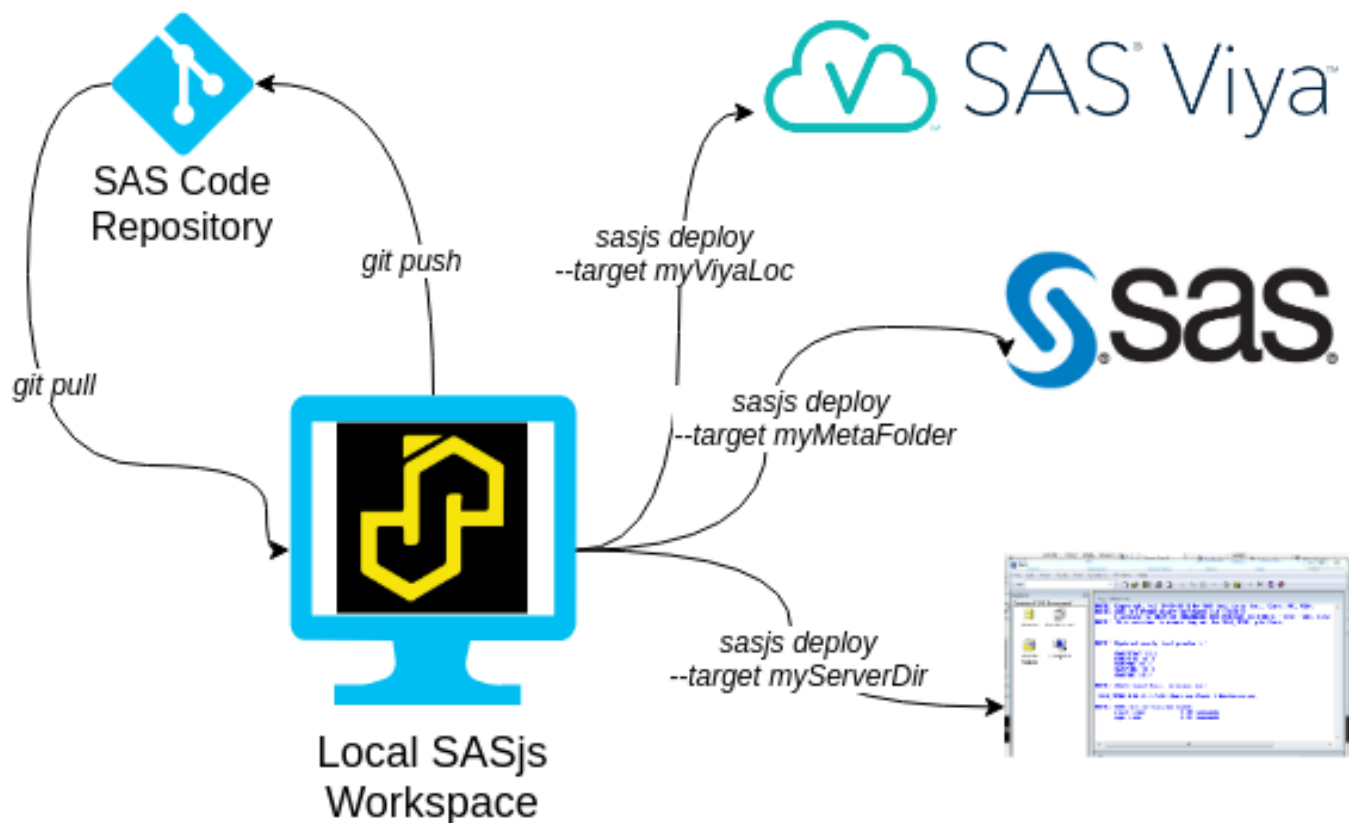 SAS® Viya™
SAS Code
Repository
git push
sasjs deploy
--target myViyaLoc
sas®
git pull
sasjs deploy
--target myMetaFolder
sasjs deploy
--target myServerDir
Local SASjs
Workspace